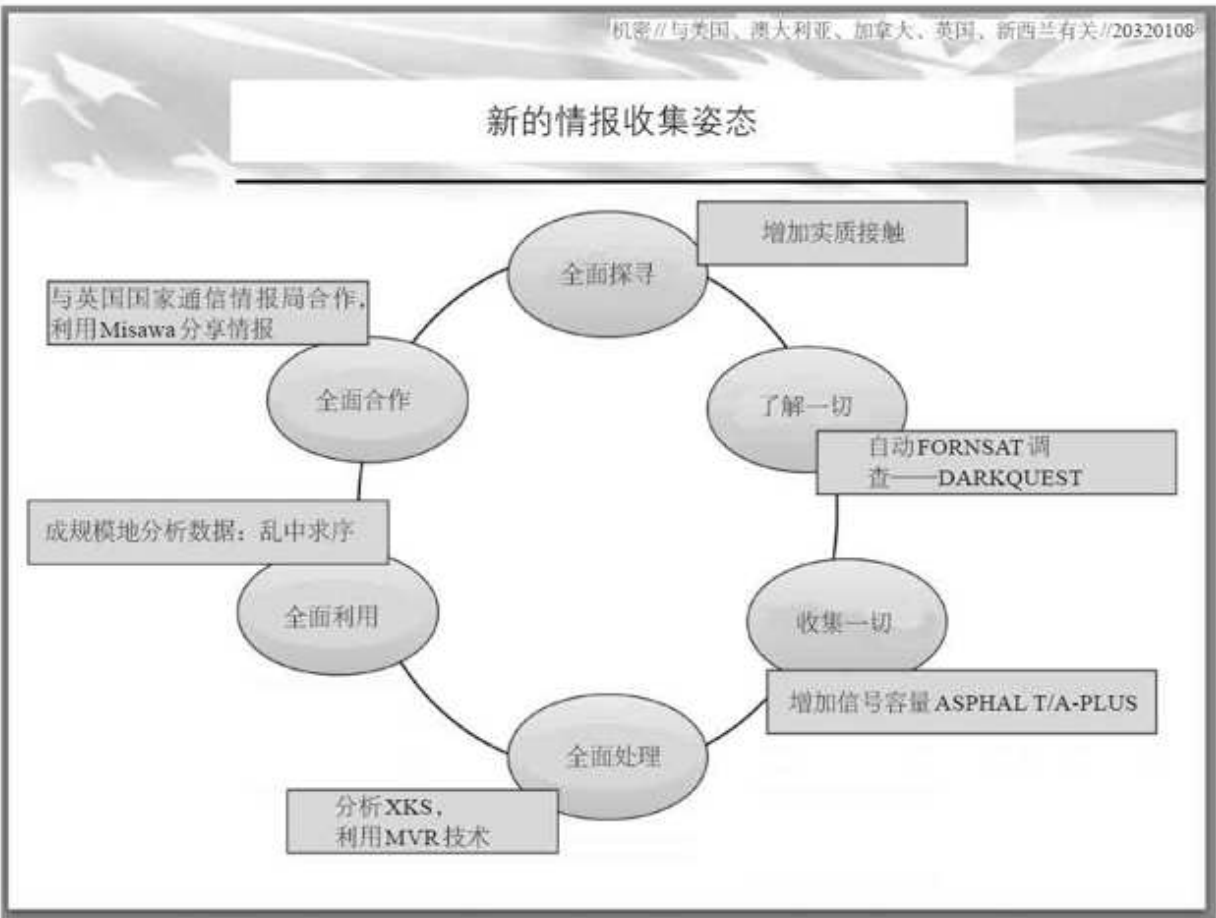 机密//与美国、澳大利亚、加拿大、英国、新西兰有关//20320108
新的情报收集姿态
全面探寻
增加实质接触
了解一切
自动FORNSAT调
查——DARKQUEST
收集一切
增加信号容量ASPHAL T/A-PLUS
全面处理
分析XKS,
利用MVR技术
全面利用
成规模地分析数据：乱中求序
全面合作
与英国国家通信情报局合作,
利用Misawa分享情报